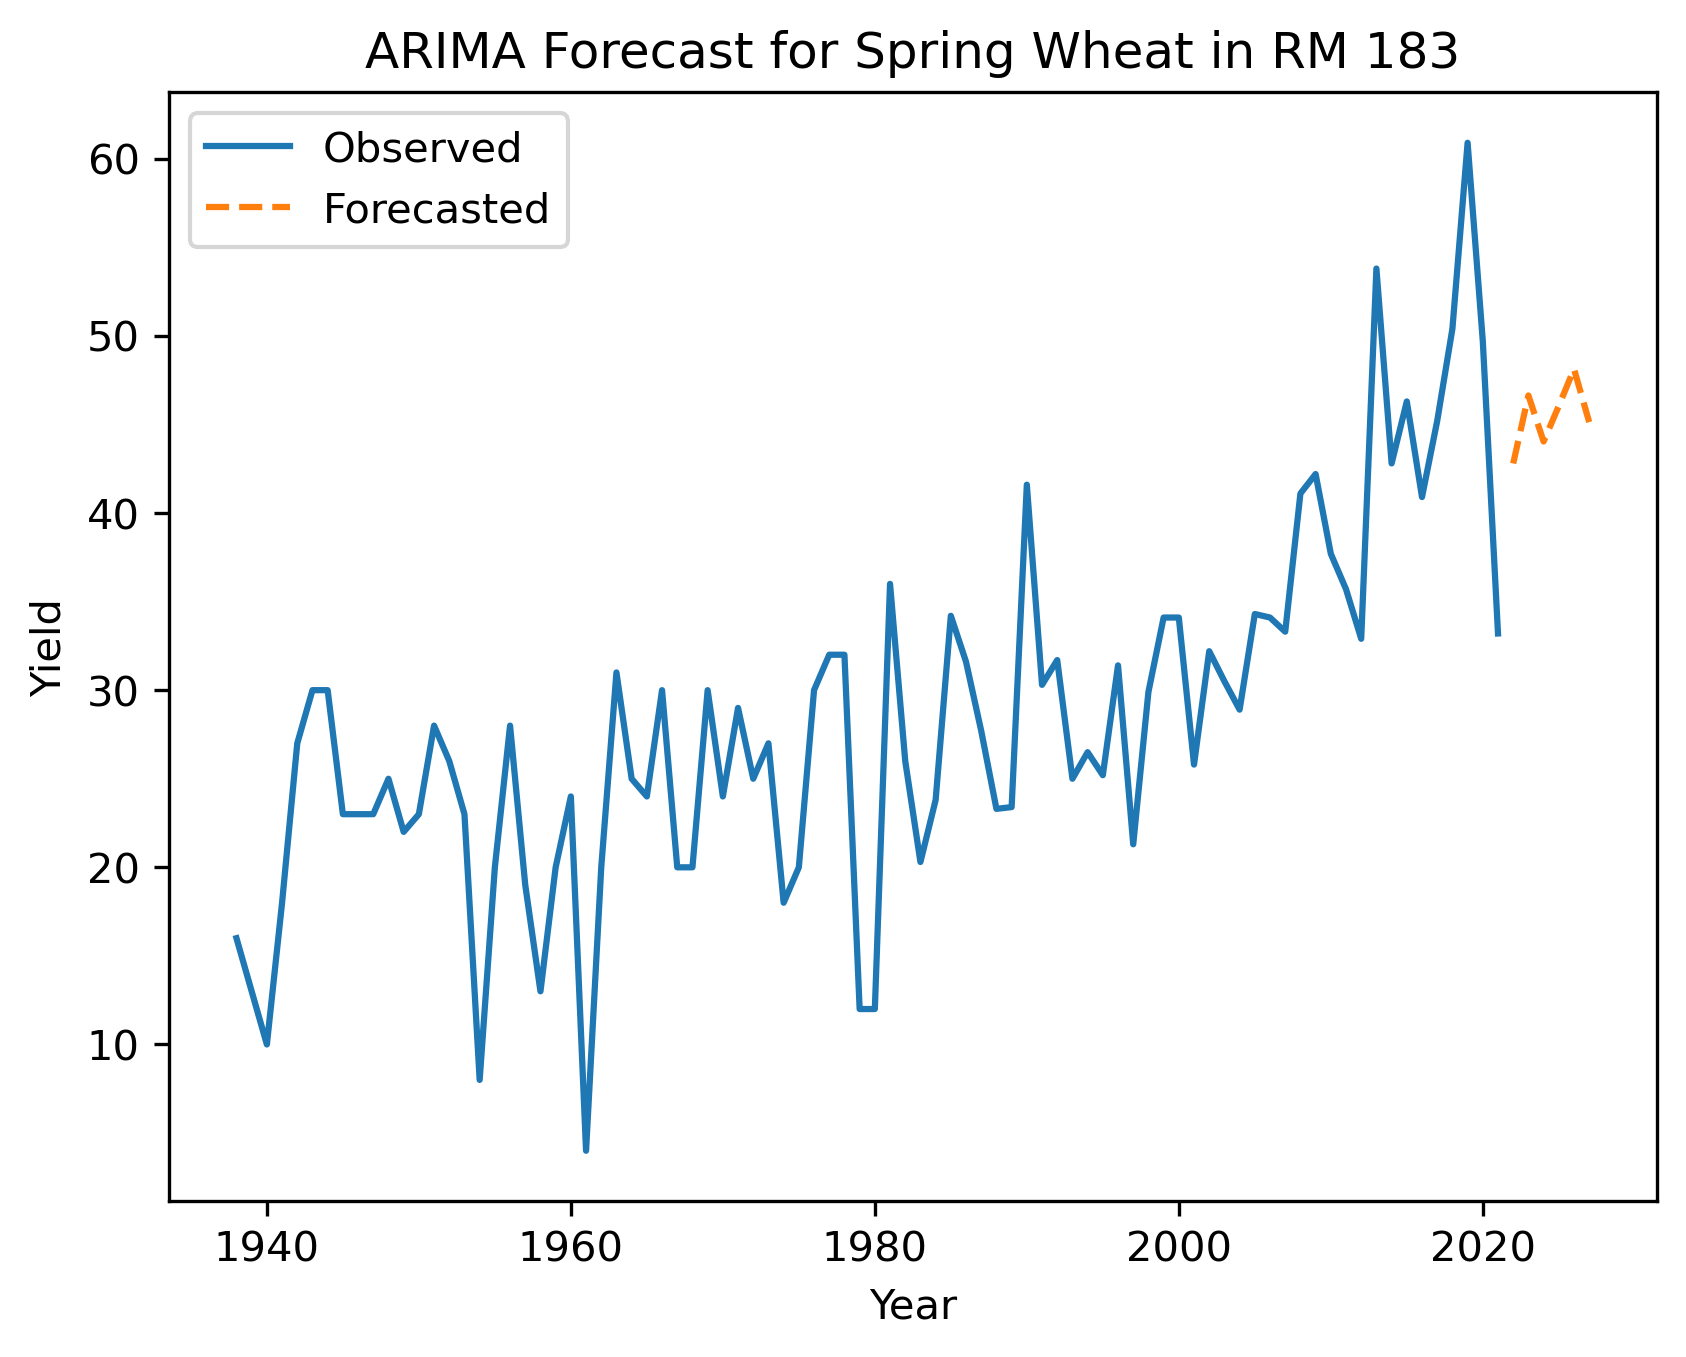 ARIMA Forecast for Spring Wheat in RM 183
Observed
Forecasted
60
50
40
30
20
10
Yield
1940 1960 1980 2000 2020
Year